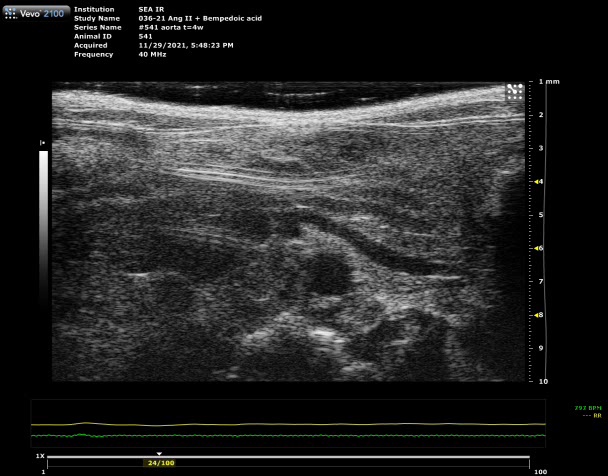 Vevo 2100
Institution SEA IR
Study Name 036-21 Ang II + Bempedoic acid
Series Name #541 aorta t=4w
Animal ID 541
Acquired 11/29/2021, 5:48:23 PM
Frequency 40 MHz
1 mm
2
3
4
5
6
7
8
9
10
292 BPM
--- RR
1X
24/100
1
100